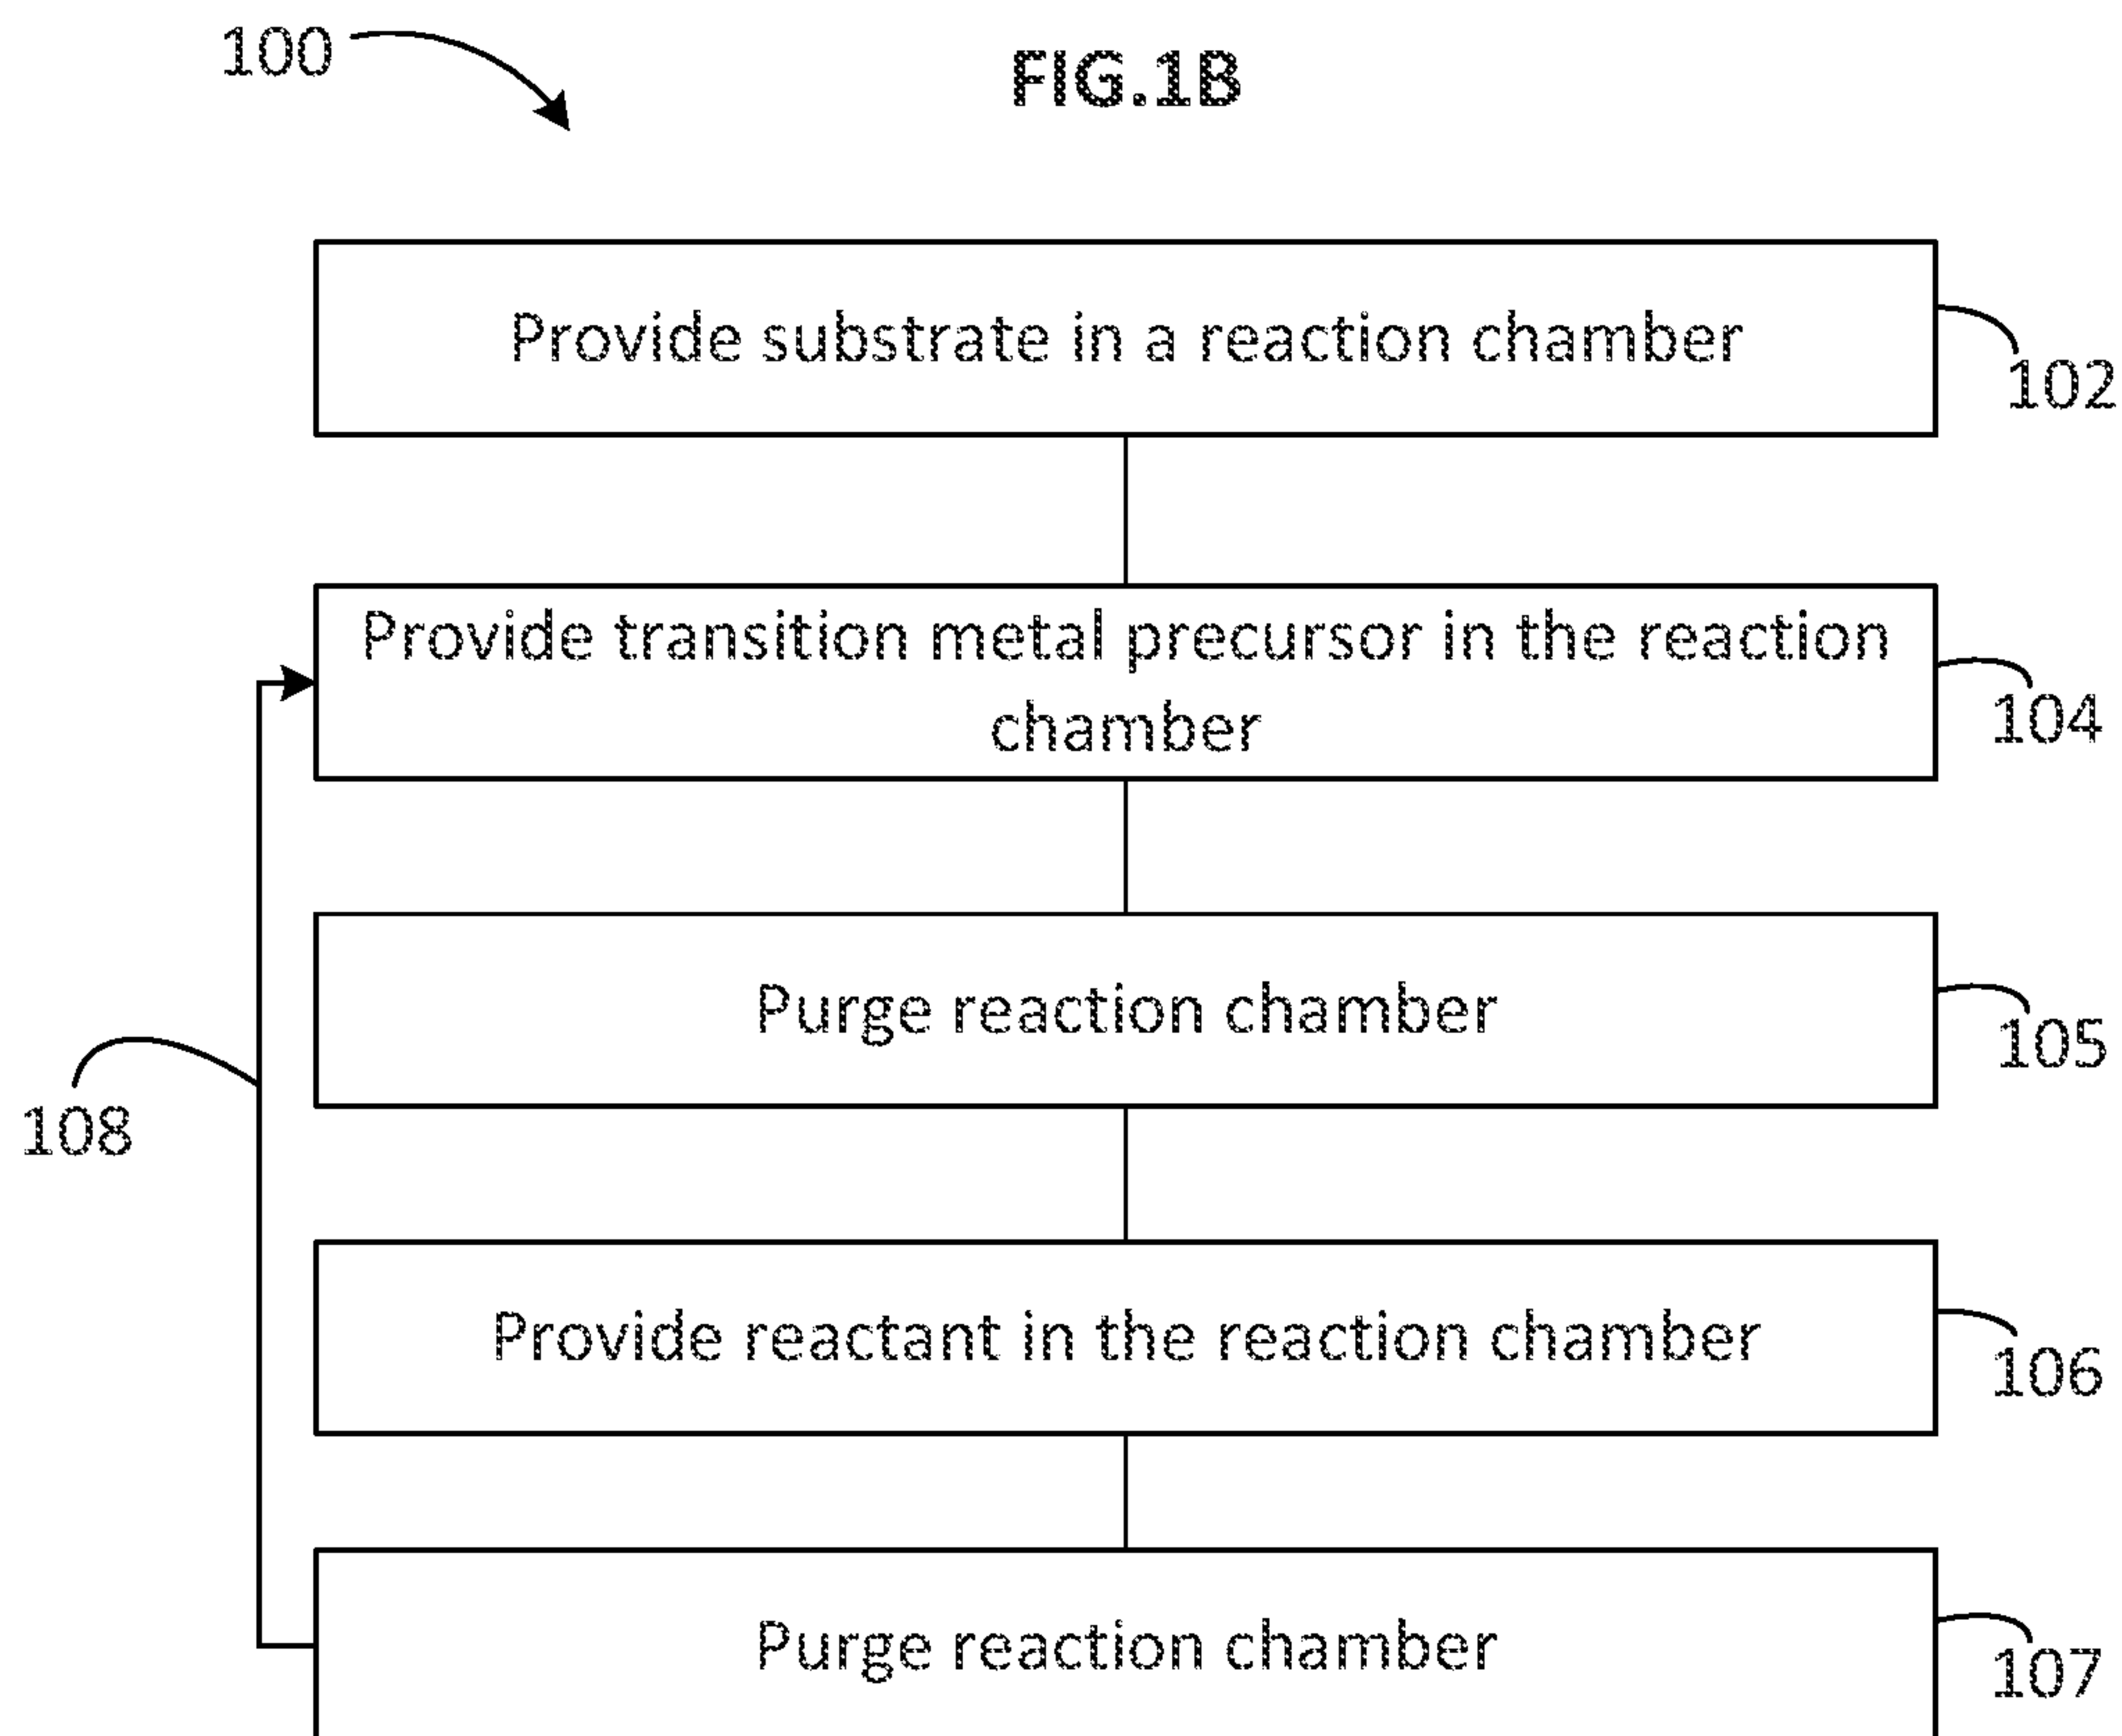 100
FIG.1B
Provide substrate in a reaction chamber
102
Provide transition metal precursor in the reaction
chamber
104
Purge reaction chamber
105
108
Provide reactant in the reaction chamber
106
Purge reaction chamber
107